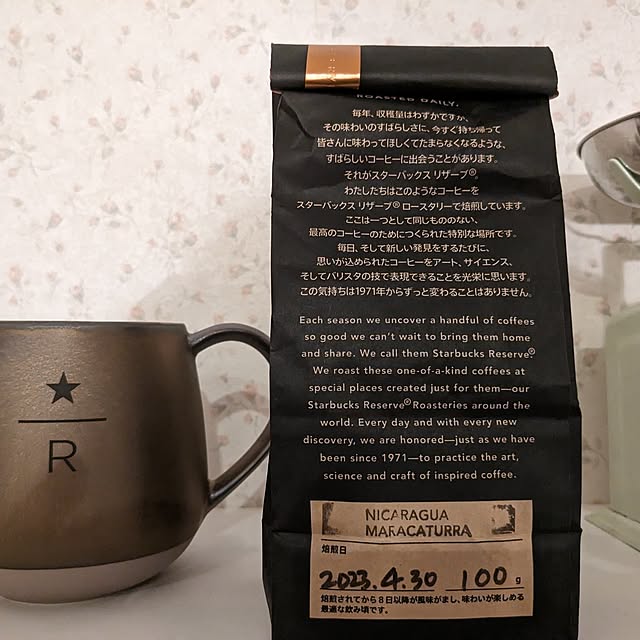 ROASTED DAILY.
毎年、収穫量はわずかですが、
その味わいのすばらしさに、今すぐ持ち帰って
皆さんに味わってほしくてたまらなくなるような、
すばらしいコーヒーに出会うことがあります。
それがスターバックス リザーブ®。
わたしたちはこのようなコーヒーを
スターバックス リザーブ® ロースタリーで焙煎しています。
ここは一つとして同じもののない、
最高のコーヒーのためにつくられた特別な場所です。
毎日、そして新しい発見をするたびに、
思いが込められたコーヒーをアート、サイエンス、
そしてバリスタの技で表現できることを光栄に思います。
この気持ちは1971年からずっと変わることはありません。
Each season we uncover a handful of coffees
so good we can't wait to bring them home
and share. We call them Starbucks Reserve®
We roast these one-of-a-kind coffees at
special places created just for them—our
Starbucks Reserve® Roasteries around the
world. Every day and with every new
discovery, we are honored—just as we have
been since 1971—to practice the art,
science and craft of inspired coffee.
★
R
NICARAGUA
MARACATURRA
焙煎日
2023.4.30 100 g
焙煎されてから8日以降が風味がまし、味わいが楽しめる
最適な飲み頃です。